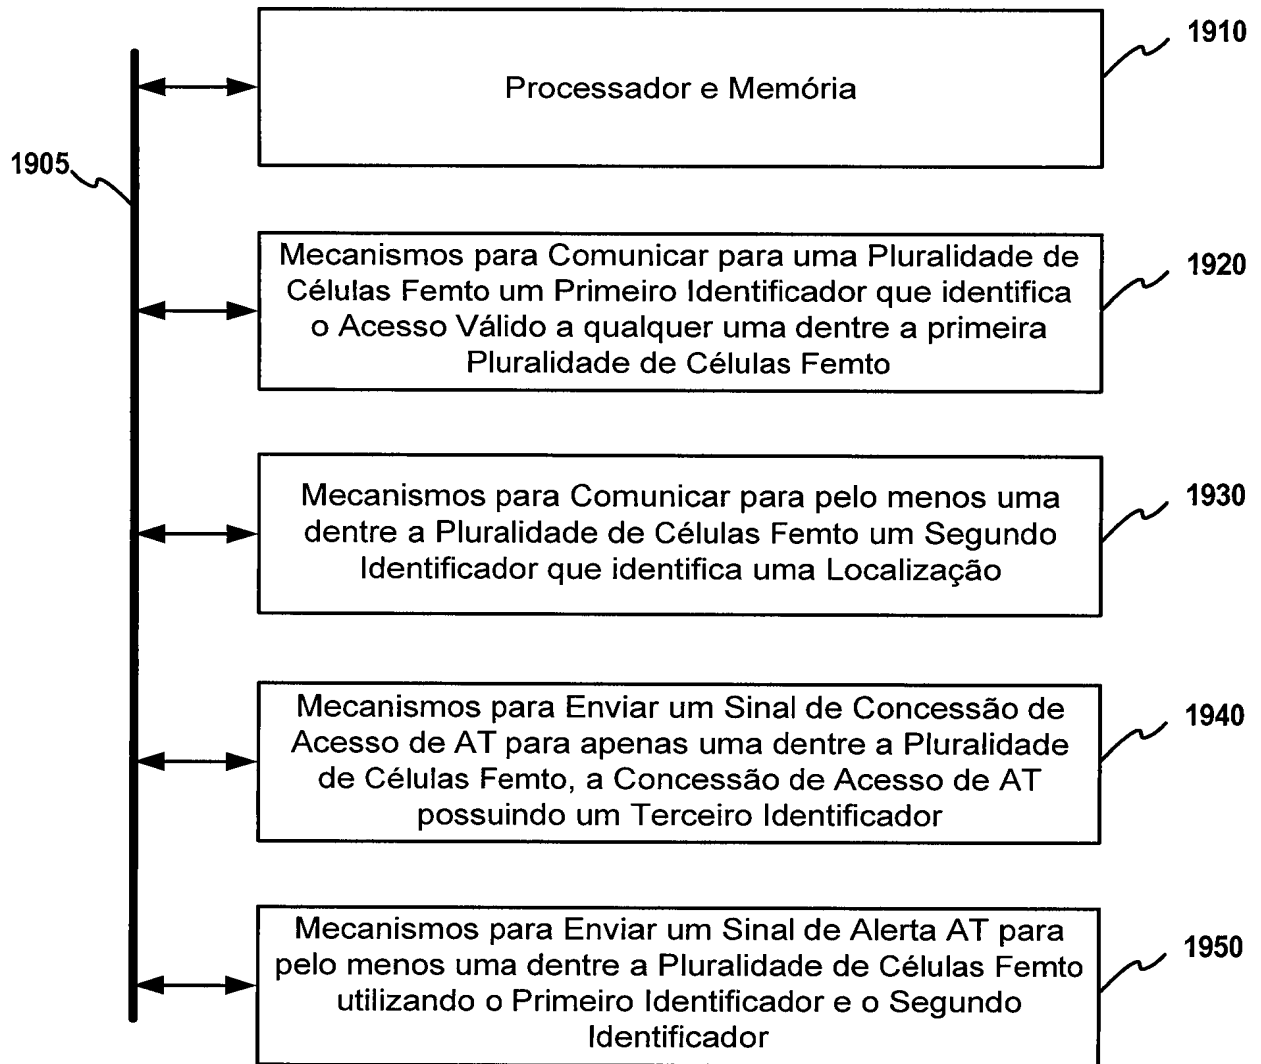 1910
Processador e Memória
1905
Mecanismos para Comunicar para uma Pluralidade de
Células Femto um Primeiro Identificador que identifica
o Acesso Válido a qualquer uma dentre a primeira
Pluralidade de Células Femto
1920
Mecanismos para Comunicar para pelo menos uma
dentre a Pluralidade de Células Femto um Segundo
Identificador que identifica uma Localização
1930
Mecanismos para Enviar um Sinal de Concessão de
Acesso de AT para apenas uma dentre a Pluralidade
de Células Femto, a Concessão de Acesso de AT
possuindo um Terceiro Identificador
1940
Mecanismos para Enviar um Sinal de Alerta AT para
pelo menos uma dentre a Pluralidade de Células Femto
utilizando o Primeiro Identificador e o Segundo
Identificador
1950